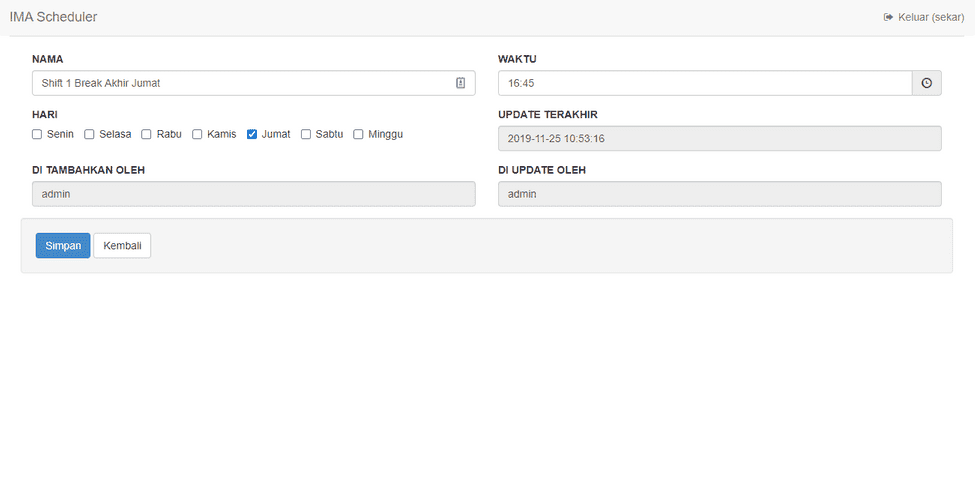 IMA Scheduler
Keluar (sekar)
NAMA
WAKTU
Shift 1 Break Akhir Jumat
16:45
HARI
UPDATE TERAKHIR
Senin Selasa Rabu Kamis Jumat Sabtu Minggu
2019-11-25 10:53:16
DI TAMBAHKAN OLEH
DI UPDATE OLEH
admin
admin
Simpan Kembali